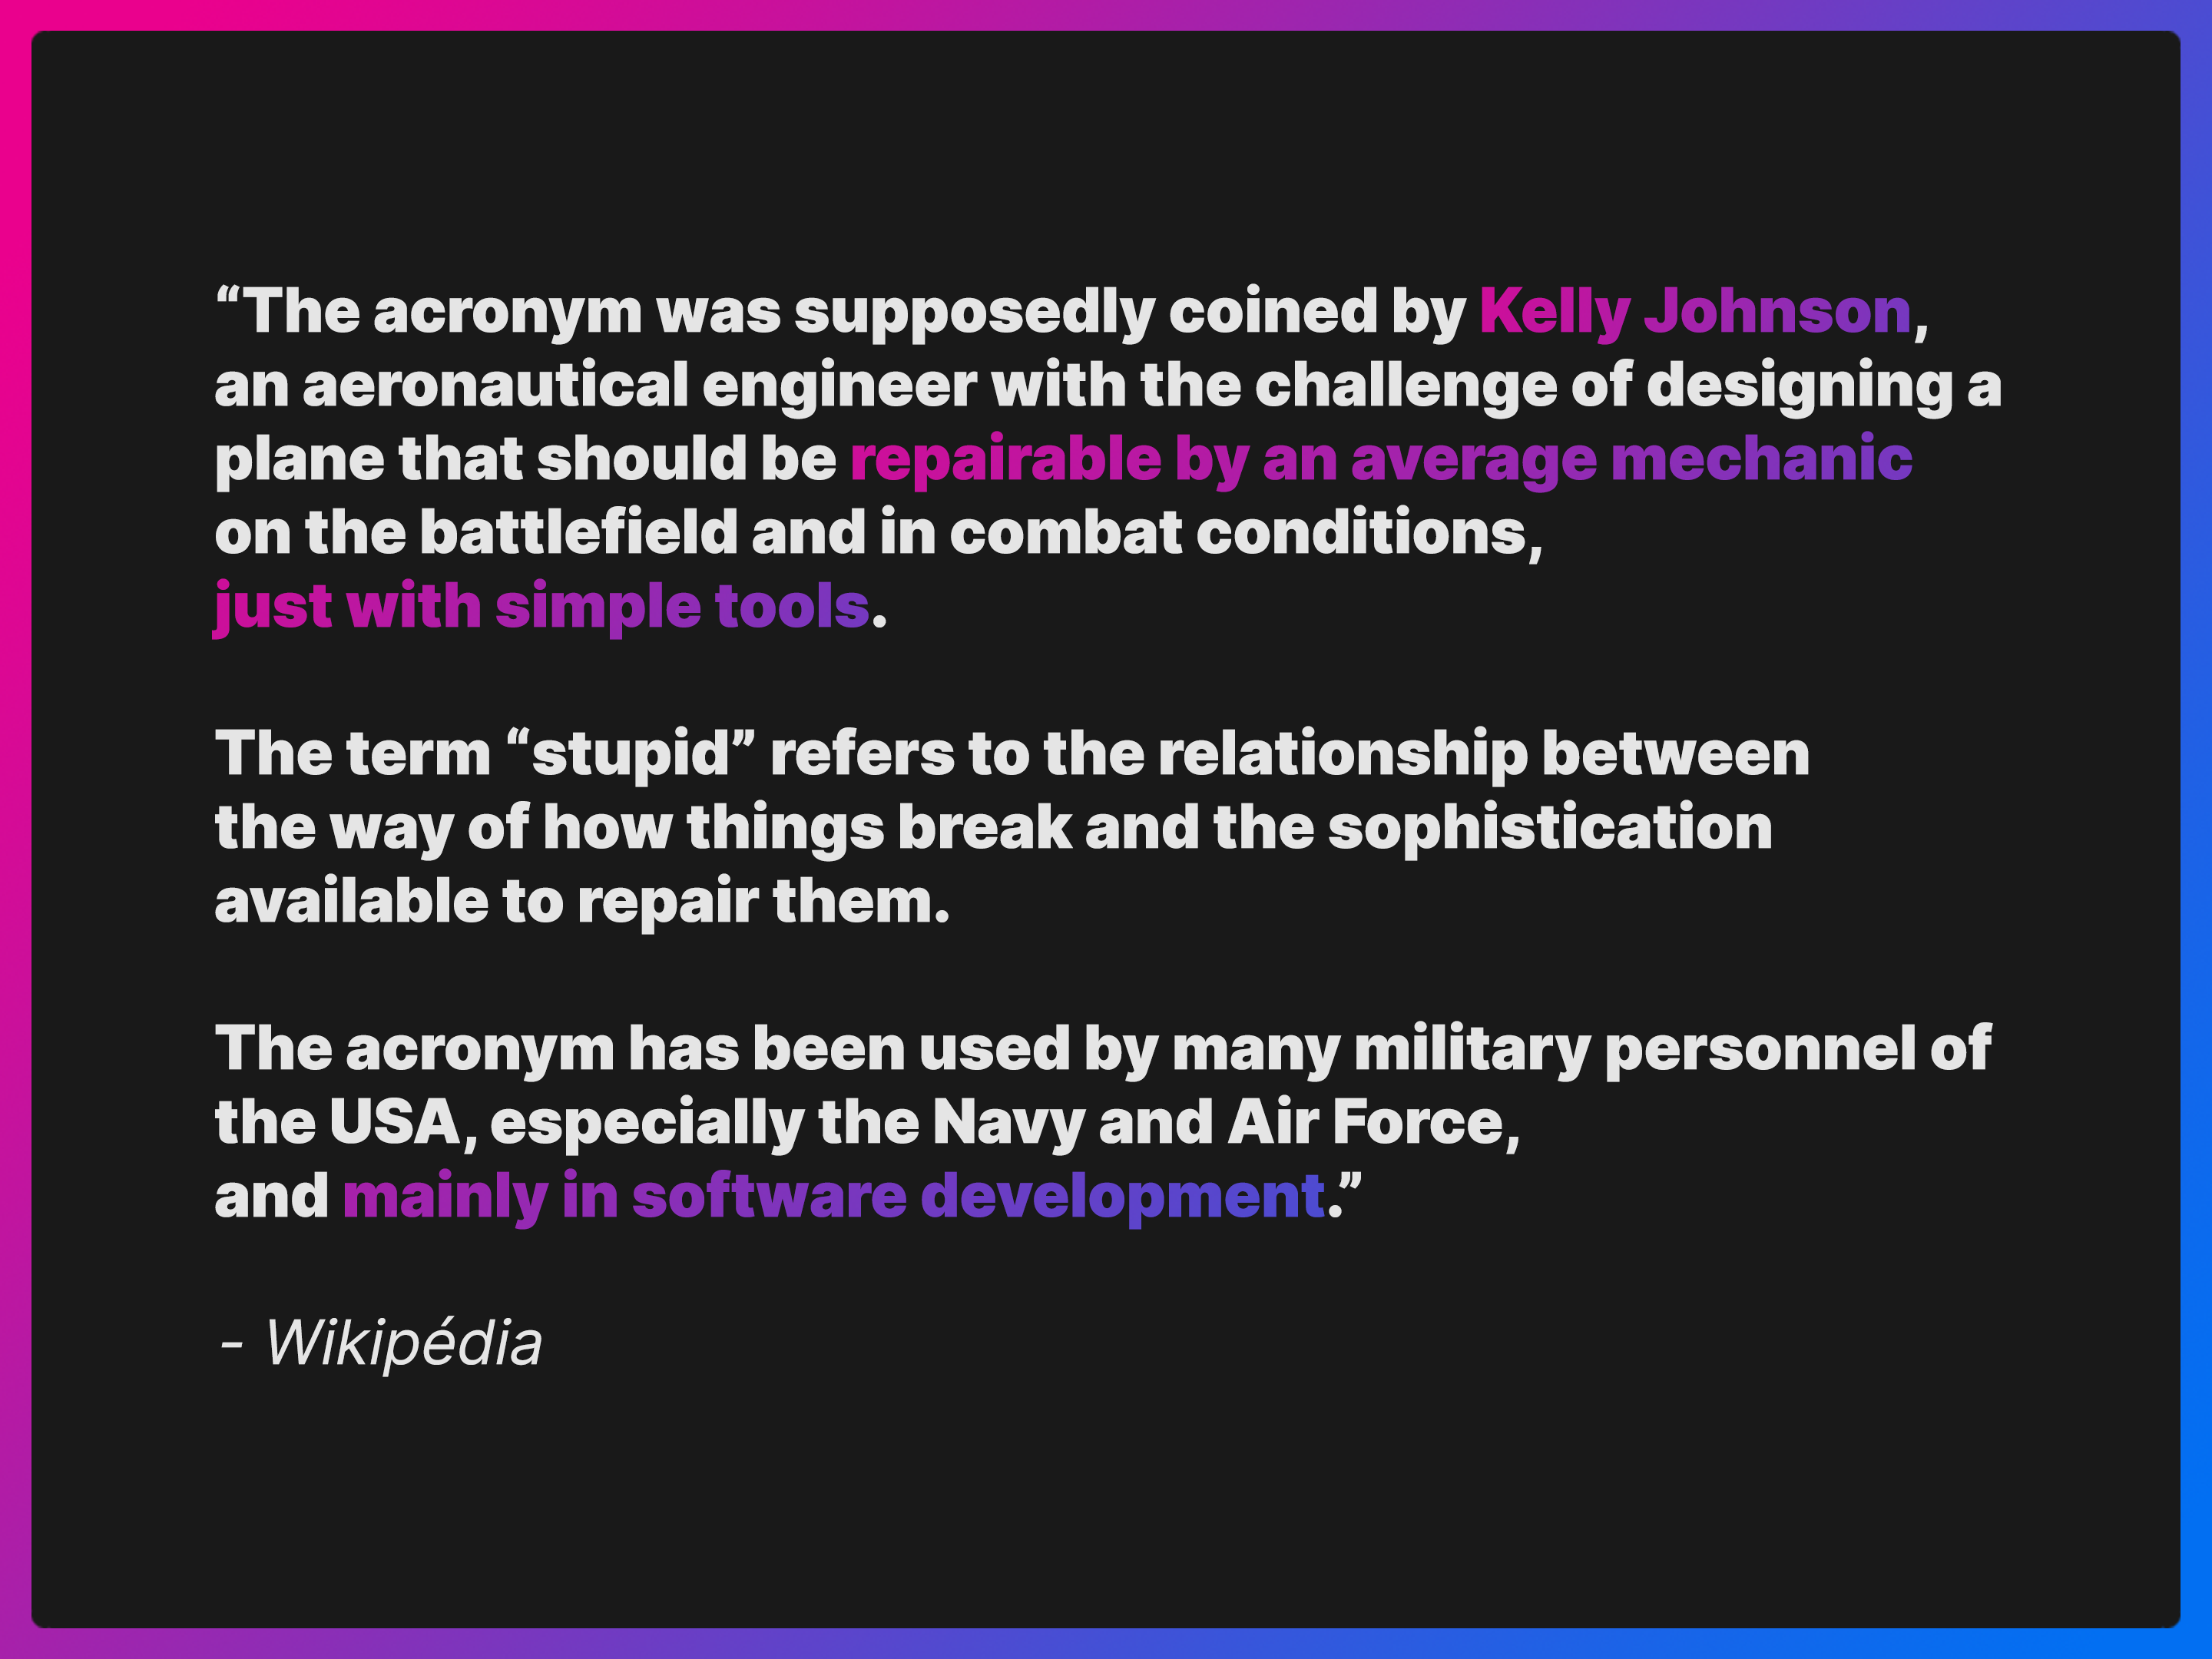 “The acronym was supposedly coined by Kelly Johnson,
an aeronautical engineer with the challenge of designing a
plane that should be repairable by an average mechanic
on the battlefield and in combat conditions,
just with simple tools.
The term “stupid” refers to the relationship between
the way of how things break and the sophistication
available to repair them.
The acronym has been used by many military personnel of
the USA, especially the Navy and Air Force,
and mainly in software development.”
- Wikipédia